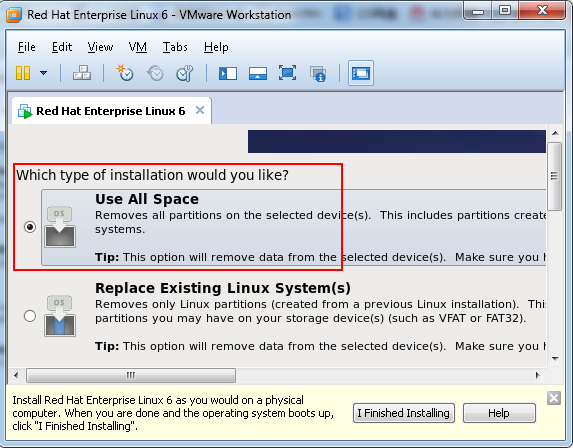 Red Hat Enterprise Linux 6 - VMware Workstation
File Edit View VM Tabs Help
Red Hat Enterprise Linux 6
Which type of installation would you like?
Use All Space
Removes all partitions on the selected device(s). This includes partitions create
systems.
Tip: This option will remove data from the selected device(s). Make sure you h
Replace Existing Linux System(s)
Removes only Linux partitions (created from a previous Linux installation). Thi
partitions you may have on your storage device(s) (such as VFAT or FAT32).
Tip: This option will remove data from the selected device(s). Make sure you h
Install Red Hat Enterprise Linux 6 as you would on a physical
computer. When you are done and the operating system boots up,
click "I Finished Installing".
I Finished Installing
Help